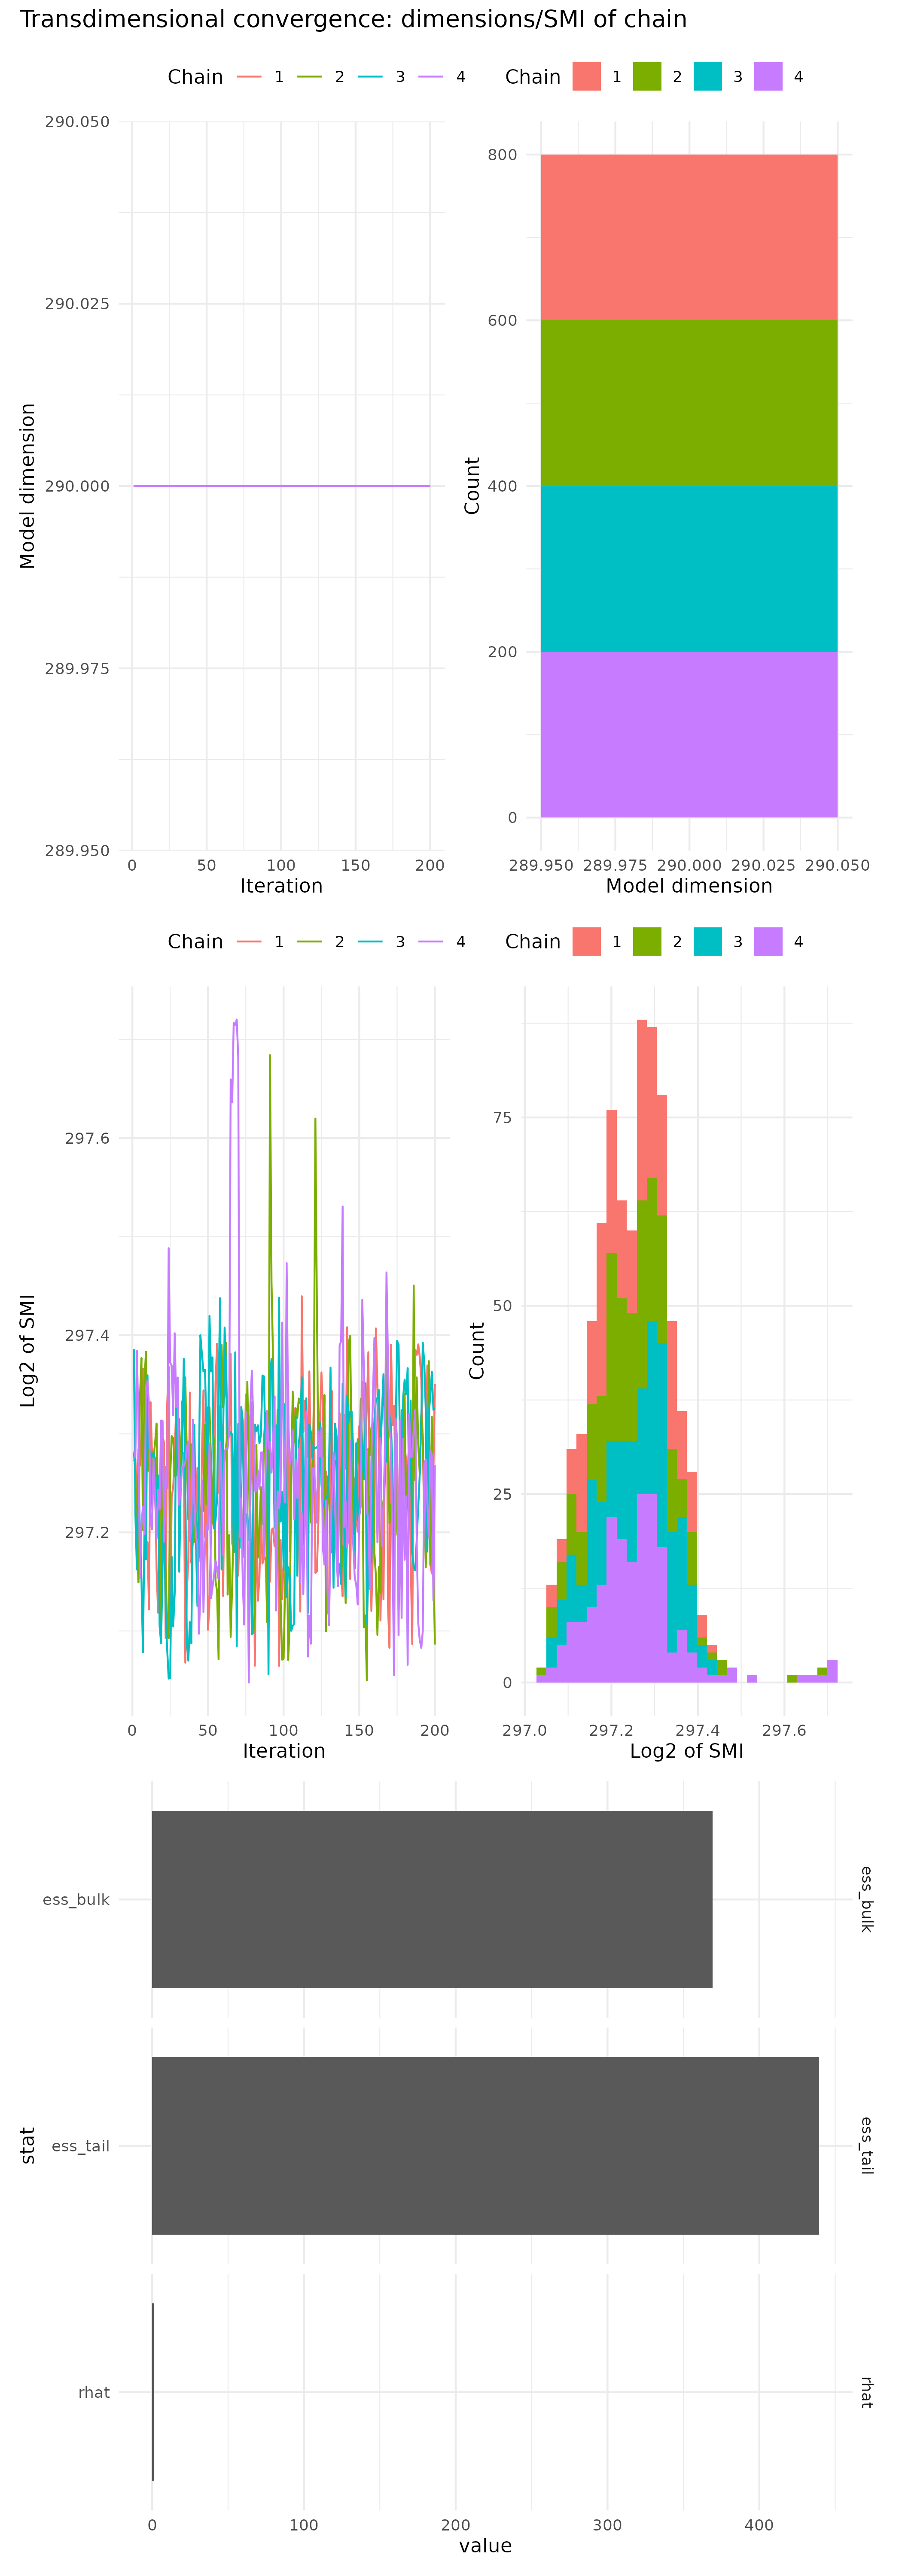 Transdimensional convergence: dimensions/SMI of chain
Chain 1 2 3 4
Chain 1 2 3 4
290.050
290.025
290.000
289.975
289.950
Model dimension
0 50 100 150 200
Iteration
800
600
400
200
0
Count
289.950 289.975 290.000 290.025 290.050
Model dimension
Chain 1 2 3 4
Chain 1 2 3 4
297.6
297.4
297.2
Log2 of SMI
0 50 100 150 200
Iteration
75
50
25
0
Count
297.0 297.2 297.4 297.6
Log2 of SMI
ess_bulk
ess_bulk
stat
ess_tail
ess_tail
rhat
rhat
0 100 200 300 400
value